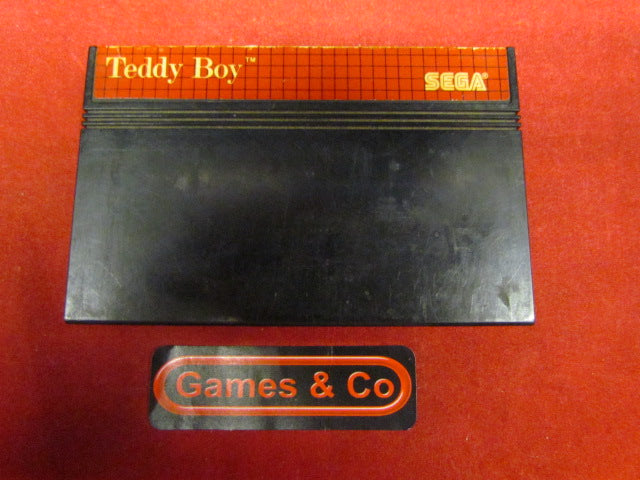 Teddy Boy™
SEGA®
Games & Co